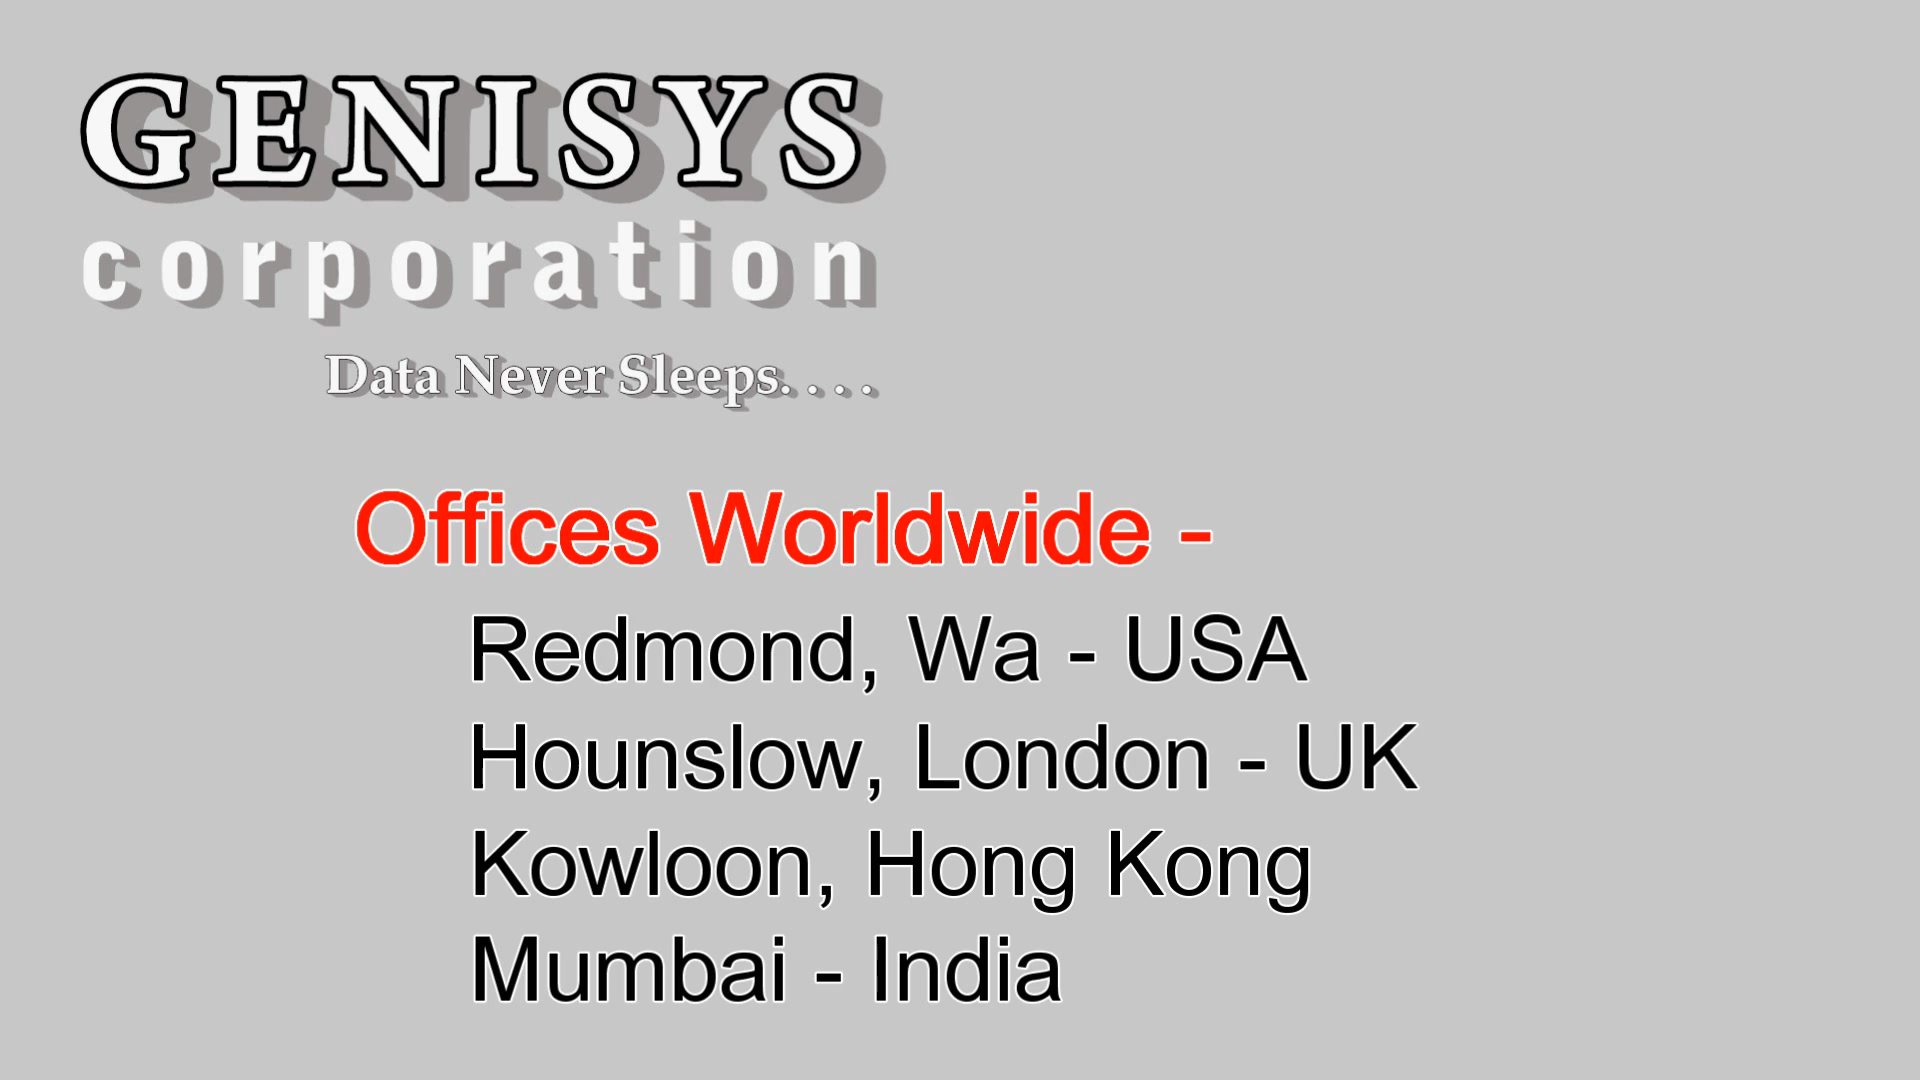 GENISYS
corporation
Data Never Sleeps. . . .
Offices Worldwide -
Redmond, Wa - USA
Hounslow, London - UK
Kowloon, Hong Kong
Mumbai - India